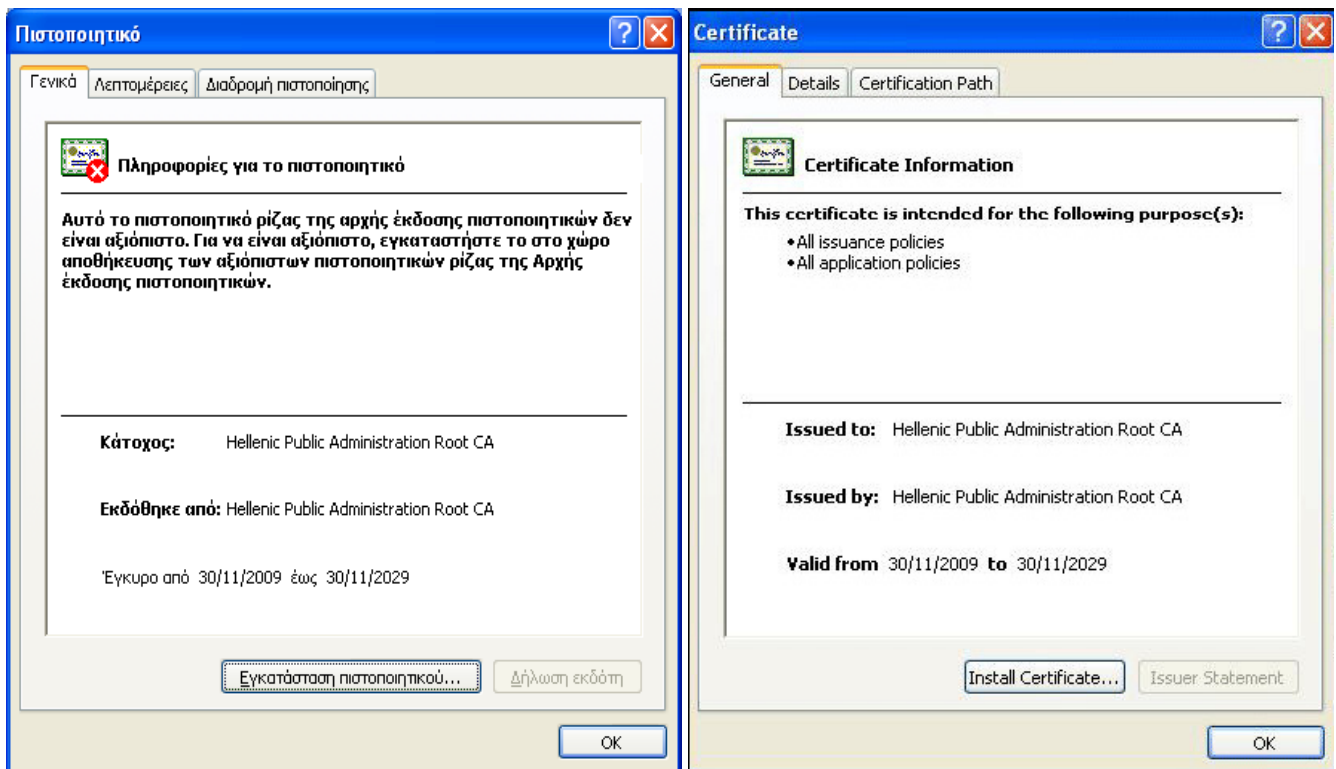 Πιστοποιητικό
Γενικά
Λεπτομέρειες
Διαδρομή πιστοποίησης
Πληροφορίες για το πιστοποιητικό
Αυτό το πιστοποιητικό ρίζας της αρχής έκδοσης πιστοποιητικών δεν
είναι αξιόπιστο. Για να είναι αξιόπιστο, εγκαταστήστε το στο χώρο
αποθήκευσης των αξιόπιστων πιστοποιητικών ρίζας της Αρχής
έκδοσης πιστοποιητικών.
Κάτοχος: Hellenic Public Administration Root CA
Εκδόθηκε από: Hellenic Public Administration Root CA
Έγκυρο από 30/11/2009 έως 30/11/2029
Εγκατάσταση πιστοποιητικού...
Δήλωση εκδότη
OK
Certificate
General
Details
Certification Path
Certificate Information
This certificate is intended for the following purpose(s):
•All issuance policies
•All application policies
Issued to: Hellenic Public Administration Root CA
Issued by: Hellenic Public Administration Root CA
Valid from 30/11/2009 to 30/11/2029
Install Certificate...
Issuer Statement
OK